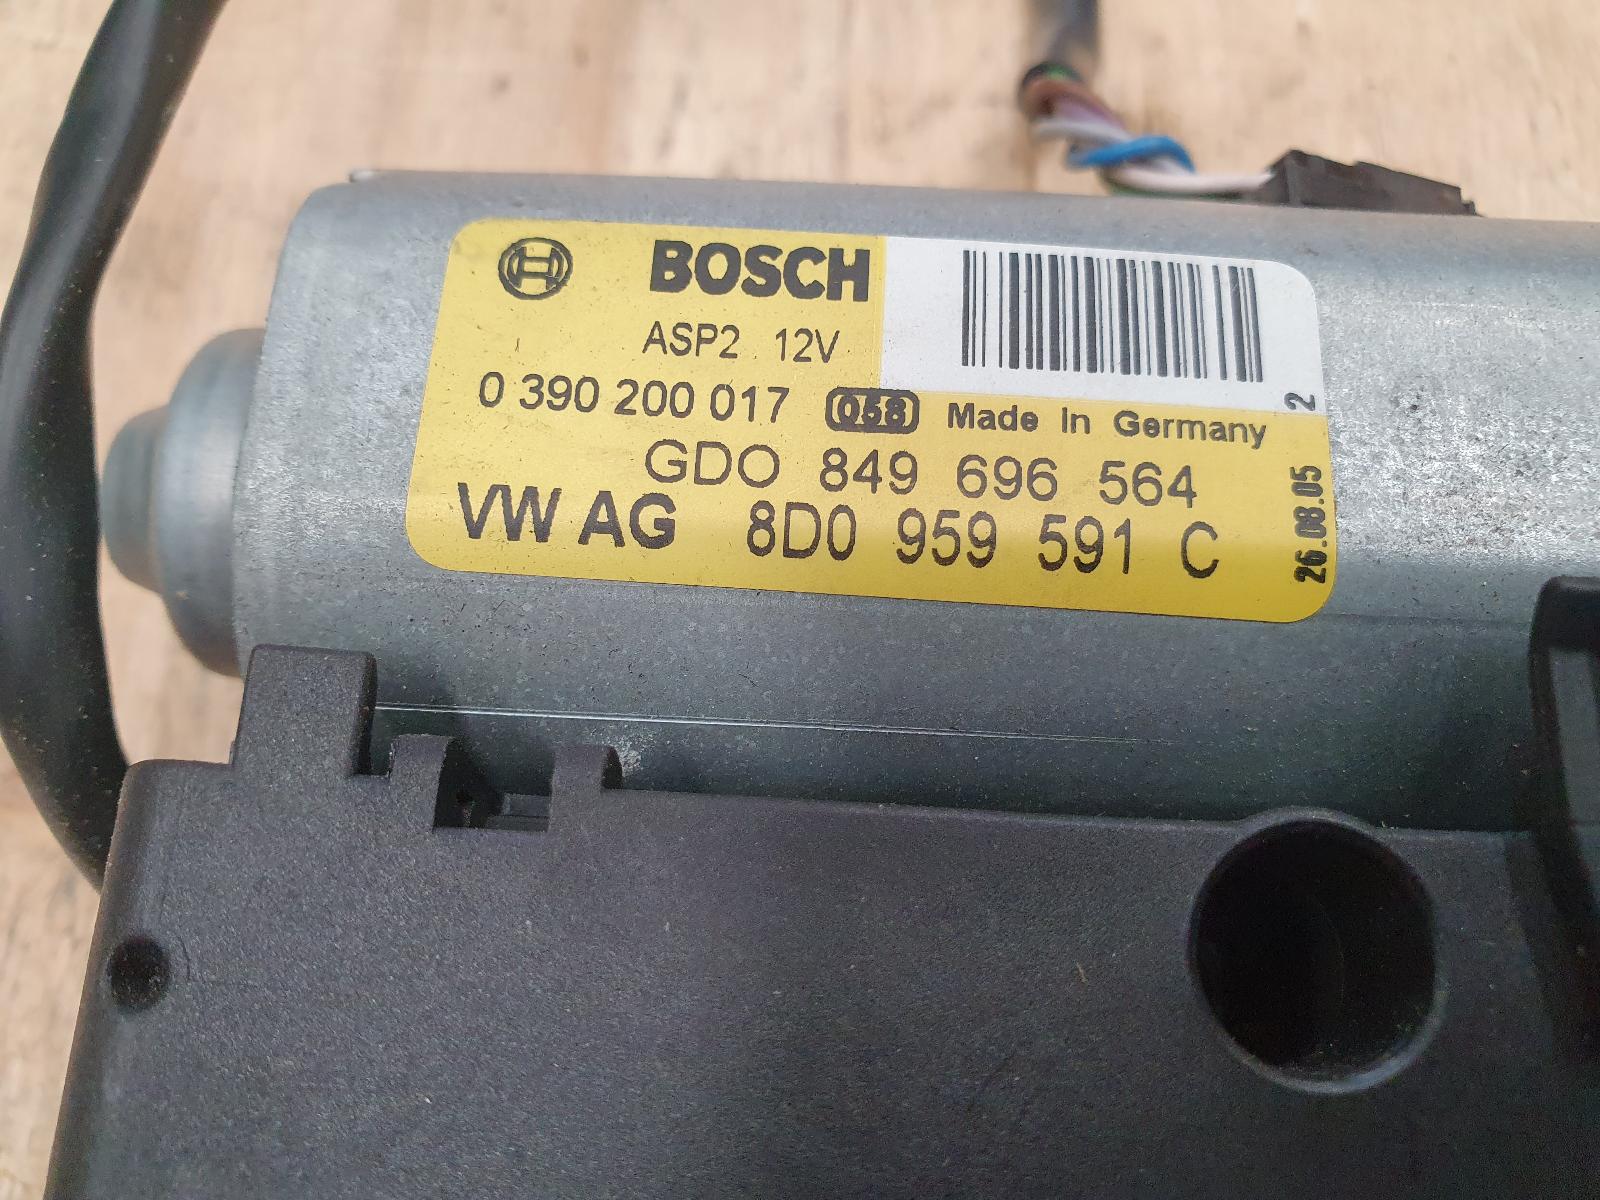 BOSCH
ASP2 12V
0 390 200 017 Q58 Made In Germany
GDO 849 696 564
VW AG 8D0 959 591 C
2
26.08.05